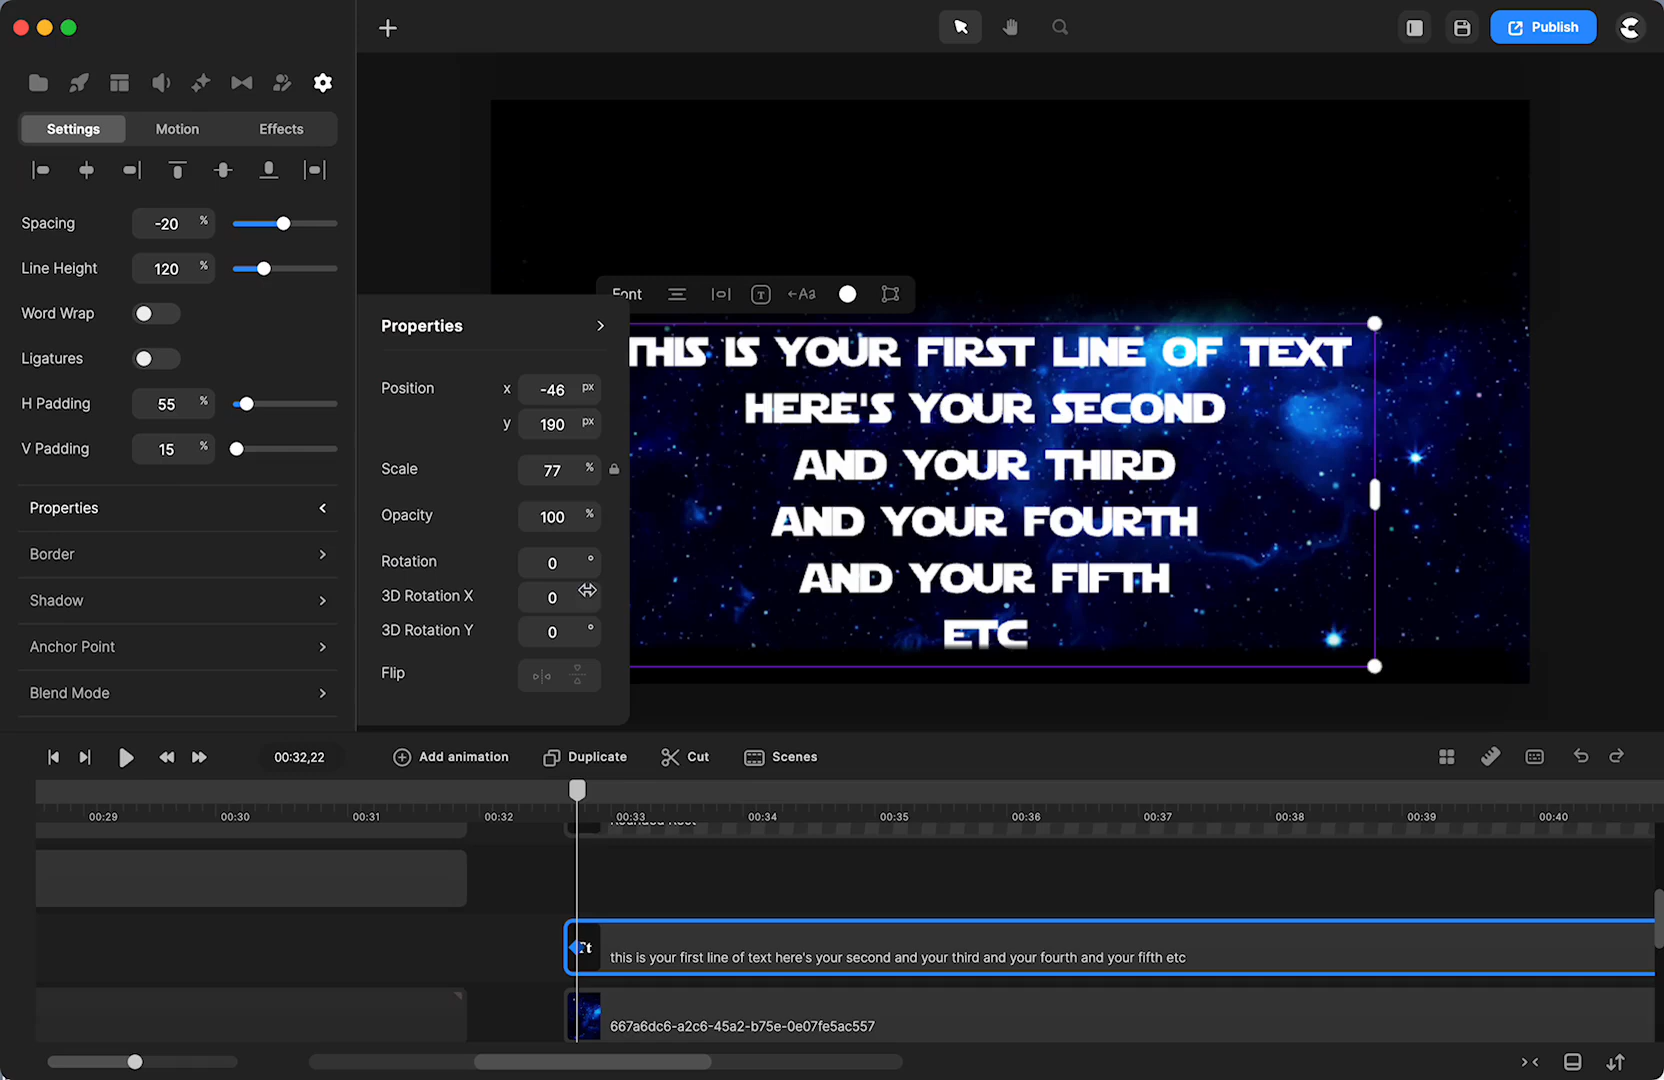 Publish
Settings
Motion
Effects
Spacing
-20
%
Line Height
120
%
Word Wrap
Ligatures
H Padding
55
%
V Padding
15
%
Properties
Border
Shadow
Anchor Point
Blend Mode
Font
T
Aa
Properties
Position
x
-46
px
y
190
px
Scale
77
%
Opacity
100
%
Rotation
0
°
3D Rotation X
0
3D Rotation Y
0
°
Flip
THIS IS YOUR FIRST LINE OF TEXT
HERE'S YOUR SECOND
AND YOUR THIRD
AND YOUR FOURTH
AND YOUR FIFTH
ETC
00:32,22
Add animation
Duplicate
Cut
Scenes
00:29
00:30
00:31
00:32
00:33
00:34
00:35
00:36
00:37
00:38
00:39
00:40
Tt
this is your first line of text here's your second and your third and your fourth and your fifth etc
667a6dc6-a2c6-45a2-b75e-0e07fe5ac557